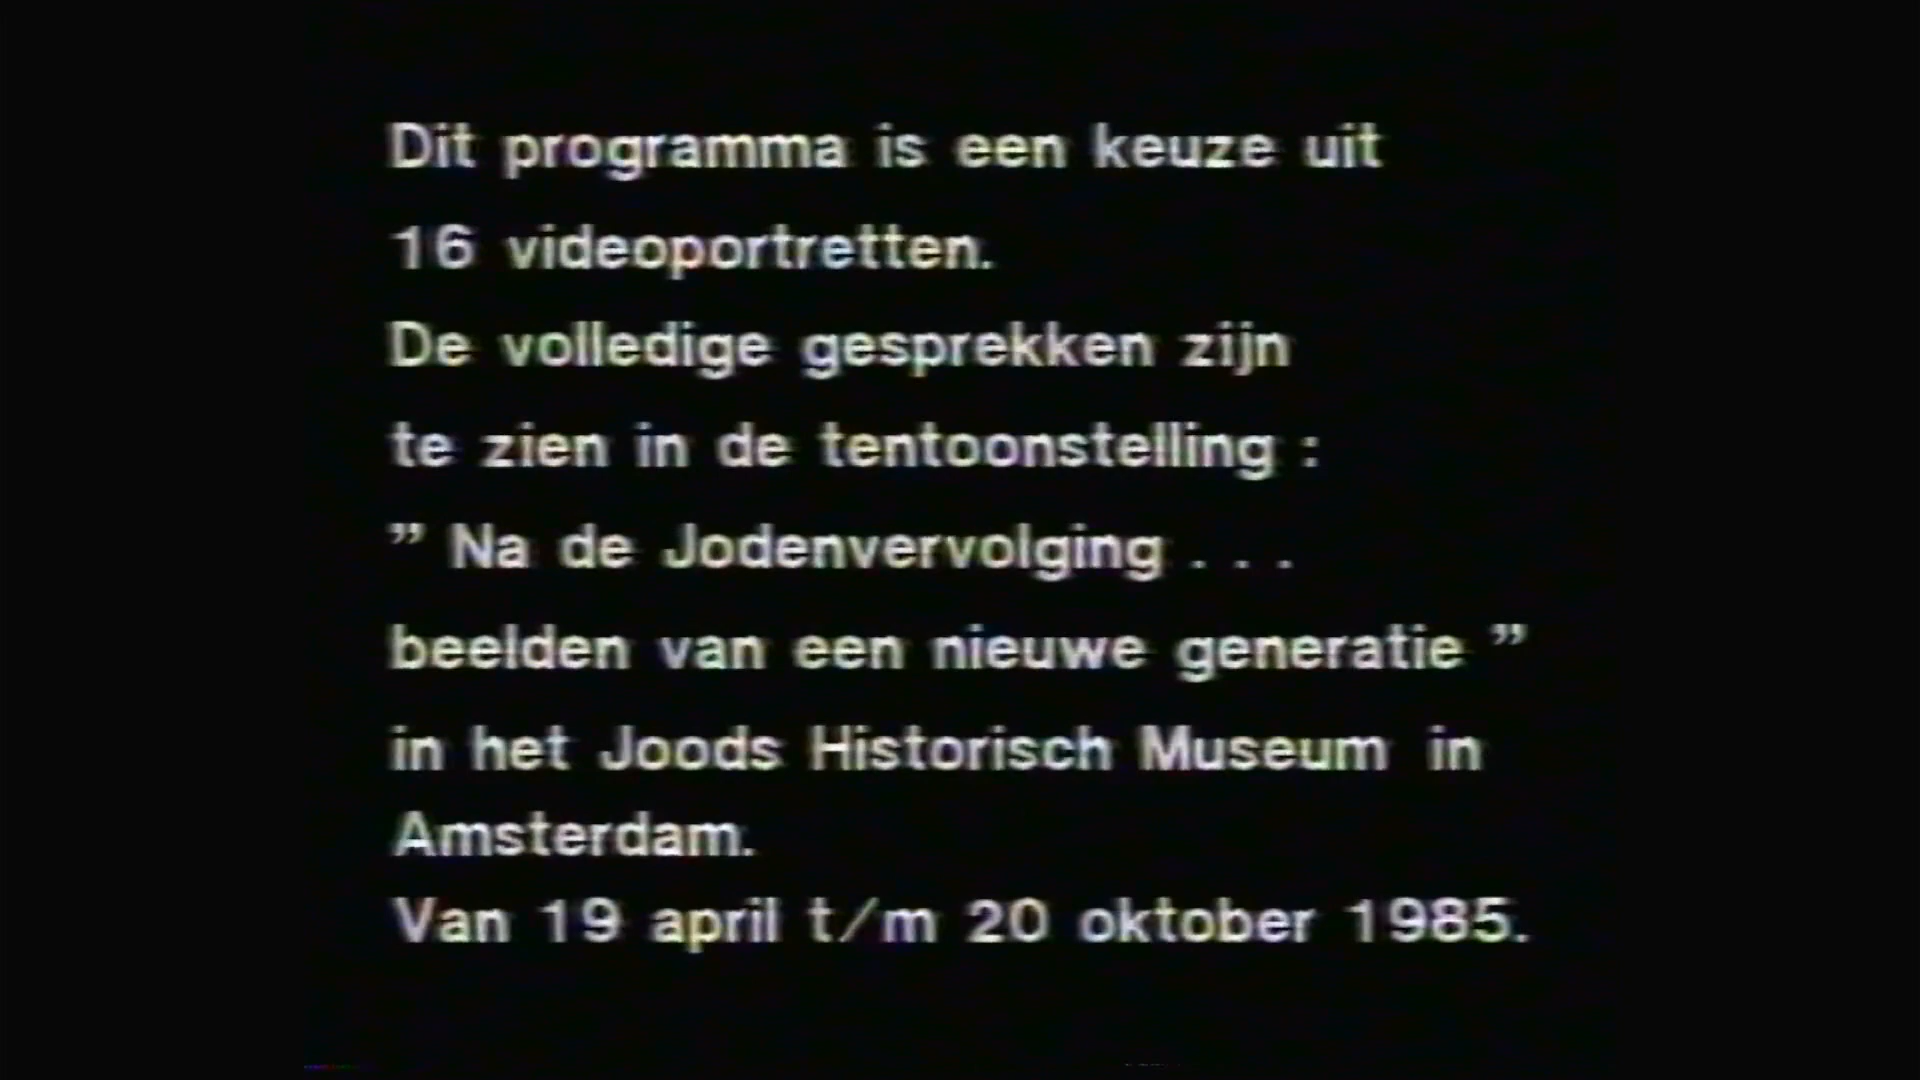 Dit programma is een keuze uit
16 videoportretten.
De volledige gesprekken zijn
te zien in de tentoonstelling :
” Na de Jodenvervolging . . .
beelden van een nieuwe generatie ”
in het Joods Historisch Museum in
Amsterdam.
Van 19 april t/m 20 oktober 1985.